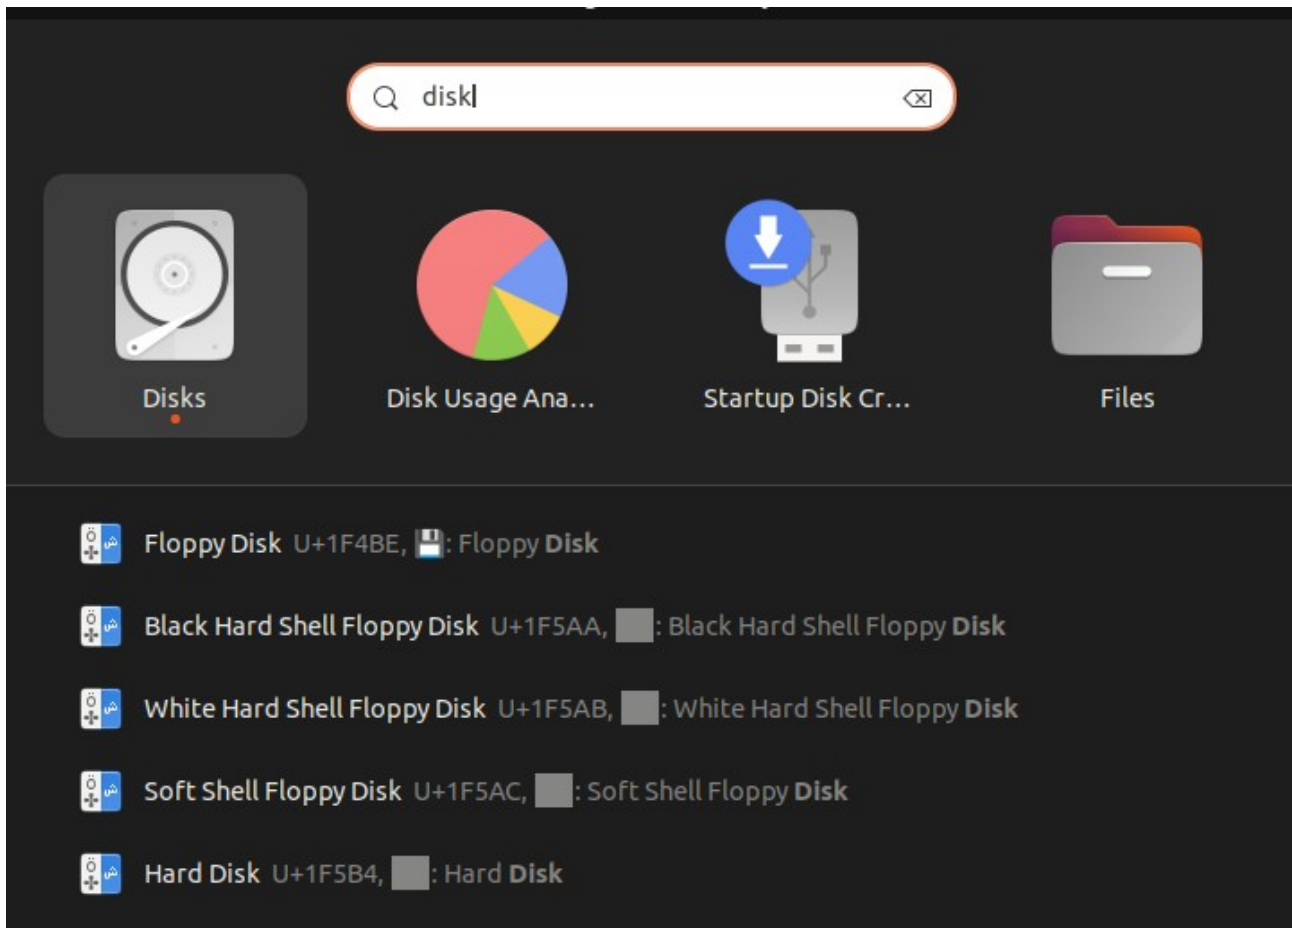 disk
Disks
Disk Usage Ana...
Startup Disk Cr...
Files
Floppy Disk U+1F4BE, 💾: Floppy Disk
Black Hard Shell Floppy Disk U+1F5AA, : Black Hard Shell Floppy Disk
White Hard Shell Floppy Disk U+1F5AB, : White Hard Shell Floppy Disk
Soft Shell Floppy Disk U+1F5AC, : Soft Shell Floppy Disk
Hard Disk U+1F5B4, : Hard Disk